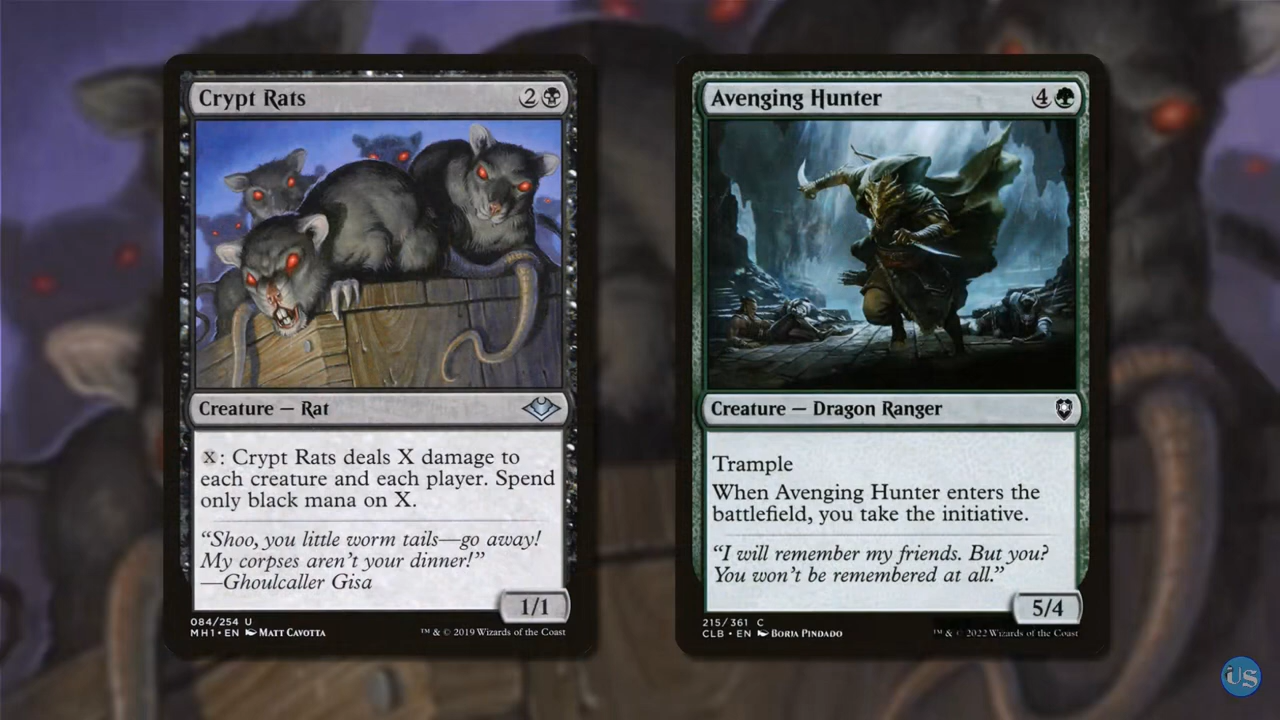 Crypt Rats 2
Creature — Rat
X: Crypt Rats deals X damage to
each creature and each player. Spend
only black mana on X.
“Shoo, you little worm tails—go away!
My corpses aren’t your dinner!”
—Ghoulcaller Gisa
1/1
084/254 U
MH1 • EN Matt Cavotta
™ & © 2019 Wizards of the Coast
Avenging Hunter 4
Creature — Dragon Ranger
Trample
When Avenging Hunter enters the
battlefield, you take the initiative.
“I will remember my friends. But you?
You won’t be remembered at all.”
5/4
215/361 C
CLB • EN Boria Pindado
™ & © 2022 Wizards of the Coast
US